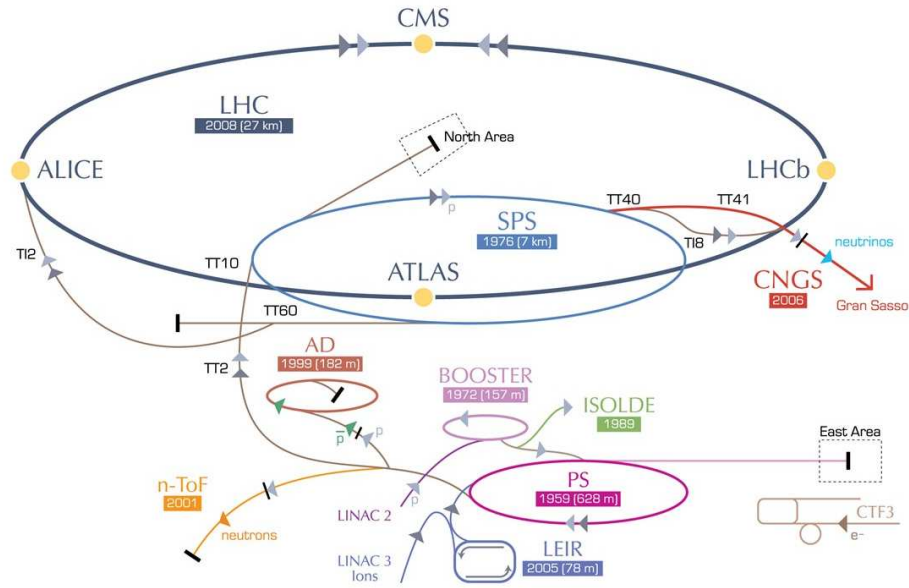 CMS
LHC
2008 (27 km)
North Area
ALICE
LHCb
p
TT40
TT41
SPS
1976 (7 km)
TI8
TI2
TT10
ATLAS
neutrinos
CNGS
2006
Gran Sasso
TT60
AD
1999 (182 m)
TT2
BOOSTER
1972 (157 m)
ISOLDE
1989
East Area
p̅
p
n-ToF
2001
PS
1959 (628 m)
p
LINAC 2
neutrons
CTF3
e-
LINAC 3
Ions
LEIR
2005 (78 m)